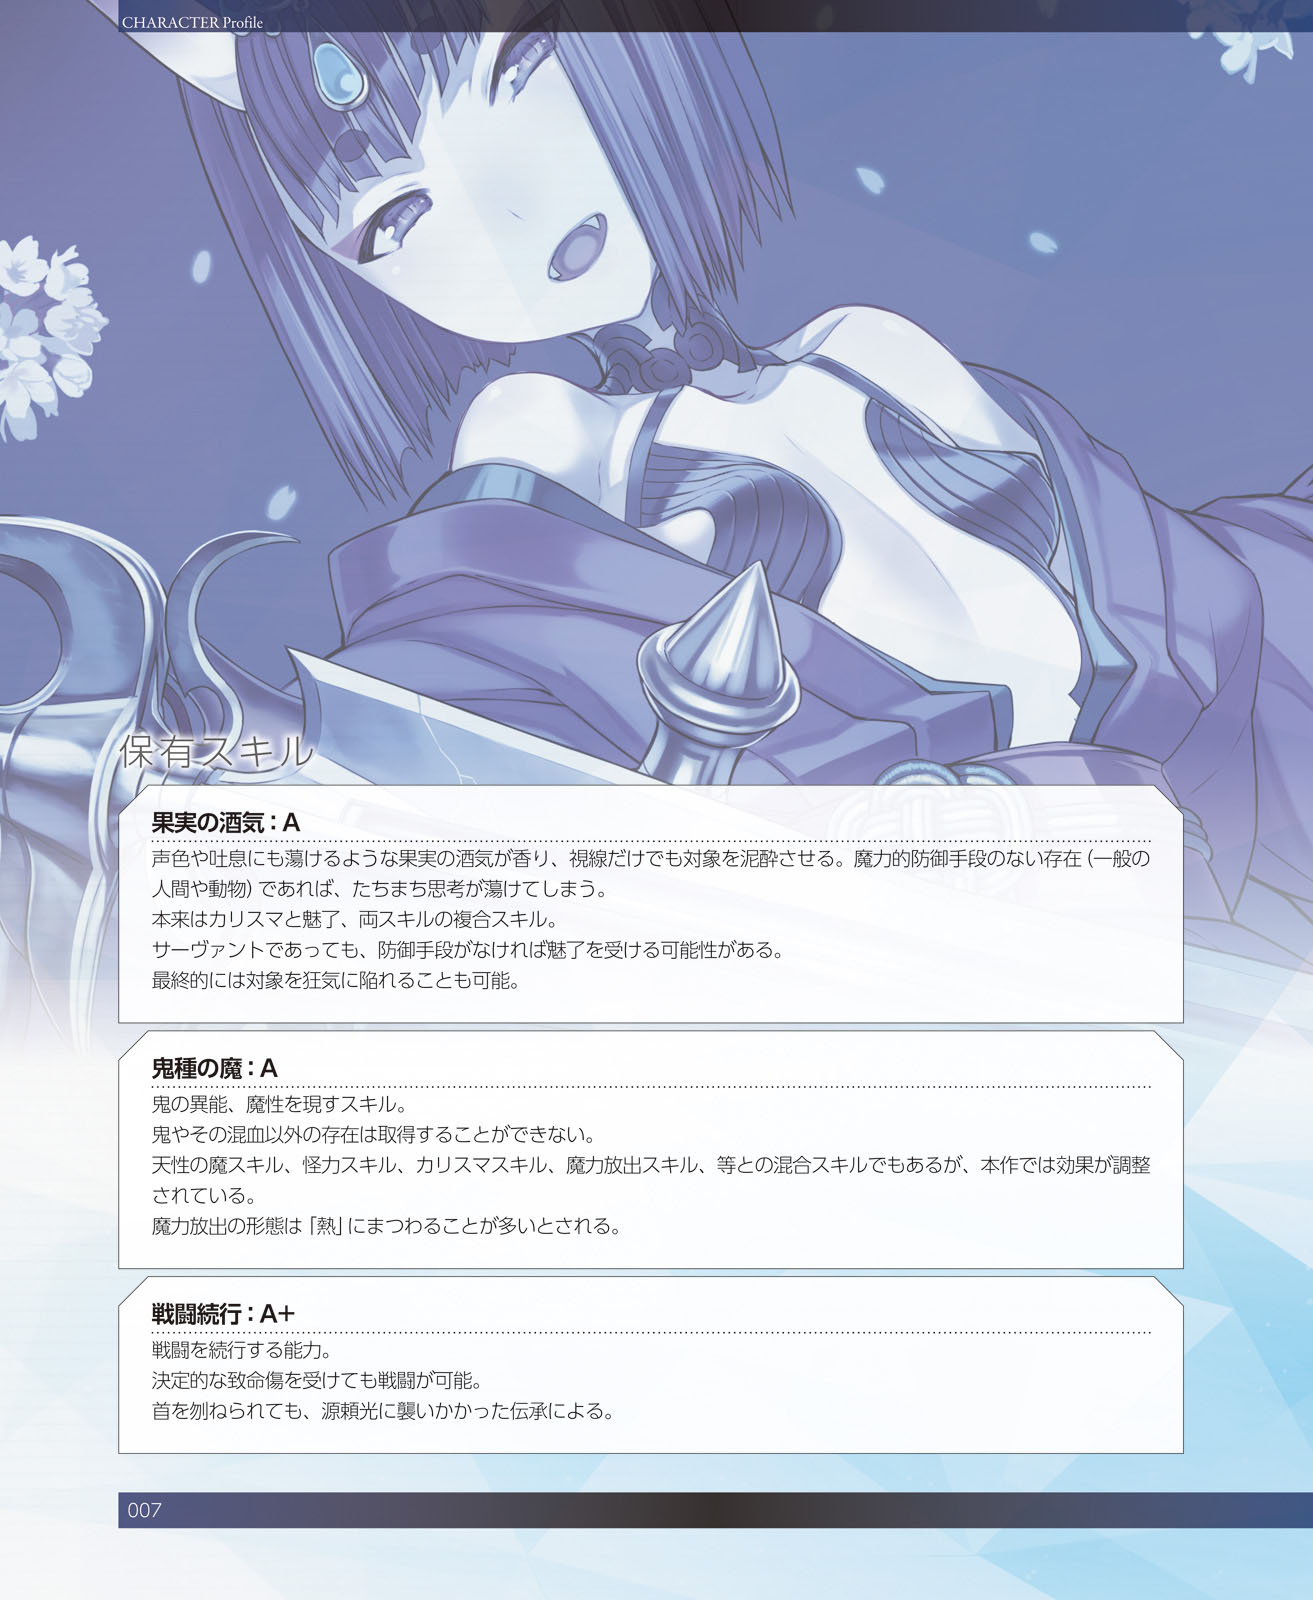 CHARACTER Profile
保有スキル
果実の酒気：A
声色や吐息にも蕩けるような果実の酒気が香り、視線だけでも対象を泥酔させる。魔力的防御手段のない存在（一般の
人間や動物）であれば、たちまち思考が蕩けてしまう。
本来はカリスマと魅了、両スキルの複合スキル。
サーヴァントであっても、防御手段がなければ魅了を受ける可能性がある。
最終的には対象を狂気に陥れることも可能。
鬼種の魔：A
鬼の異能、魔性を現すスキル。
鬼やその混血以外の存在は取得することができない。
天性の魔スキル、怪力スキル、カリスマスキル、魔力放出スキル、等との混合スキルでもあるが、本作では効果が調整
されている。
魔力放出の形態は「熱」にまつわることが多いとされる。
戦闘続行：A＋
戦闘を続行する能力。
決定的な致命傷を受けても戦闘が可能。
首を刎ねられても、源頼光に襲いかかった伝承による。
007